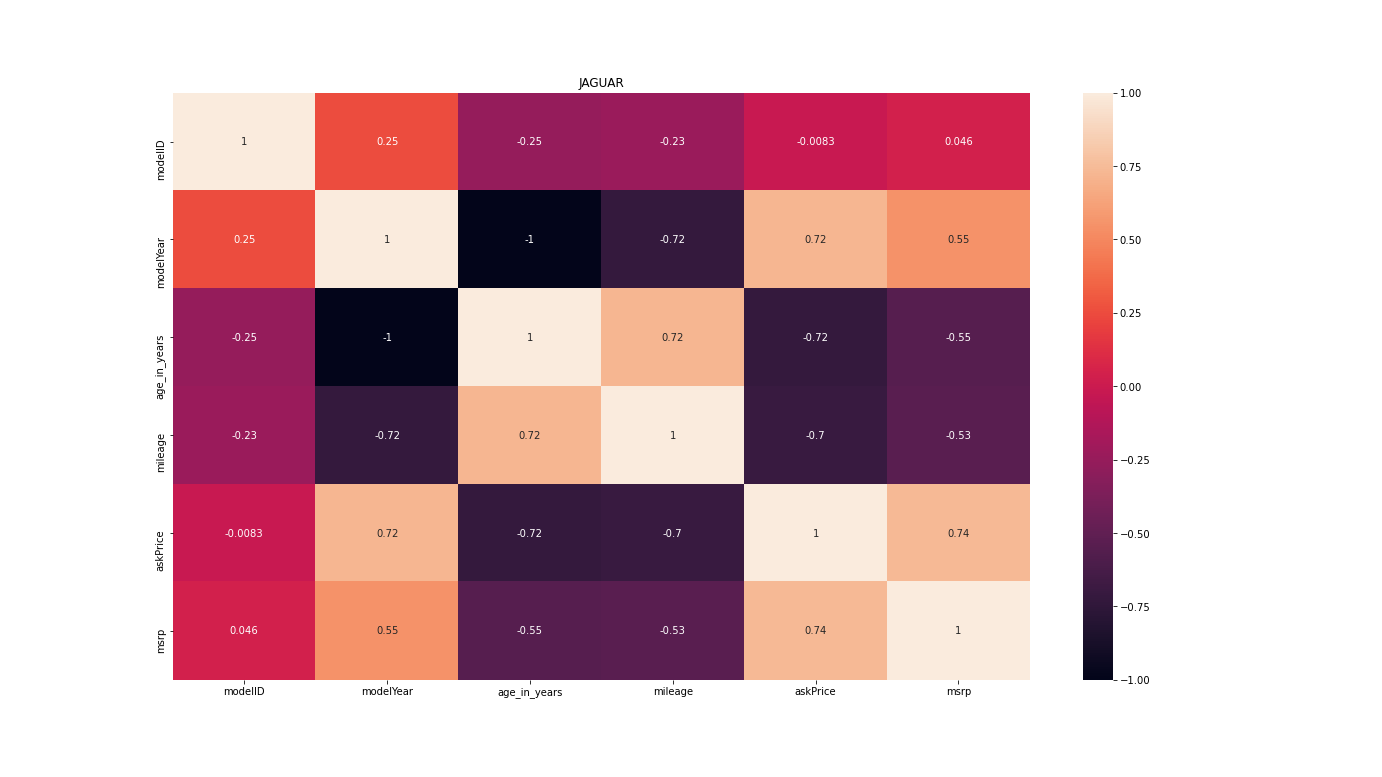 JAGUAR
modelID 1 0.25 -0.25 -0.23 -0.0083 0.046
modelYear 0.25 1 -1 -0.72 0.72 0.55
age_in_years -0.25 -1 1 0.72 -0.72 -0.55
mileage -0.23 -0.72 0.72 1 -0.7 -0.53
askPrice -0.0083 0.72 -0.72 -0.7 1 0.74
msrp 0.046 0.55 -0.55 -0.53 0.74 1
modelID modelYear age_in_years mileage askPrice msrp
1.00
0.75
0.50
0.25
0.00
−0.25
−0.50
−0.75
−1.00